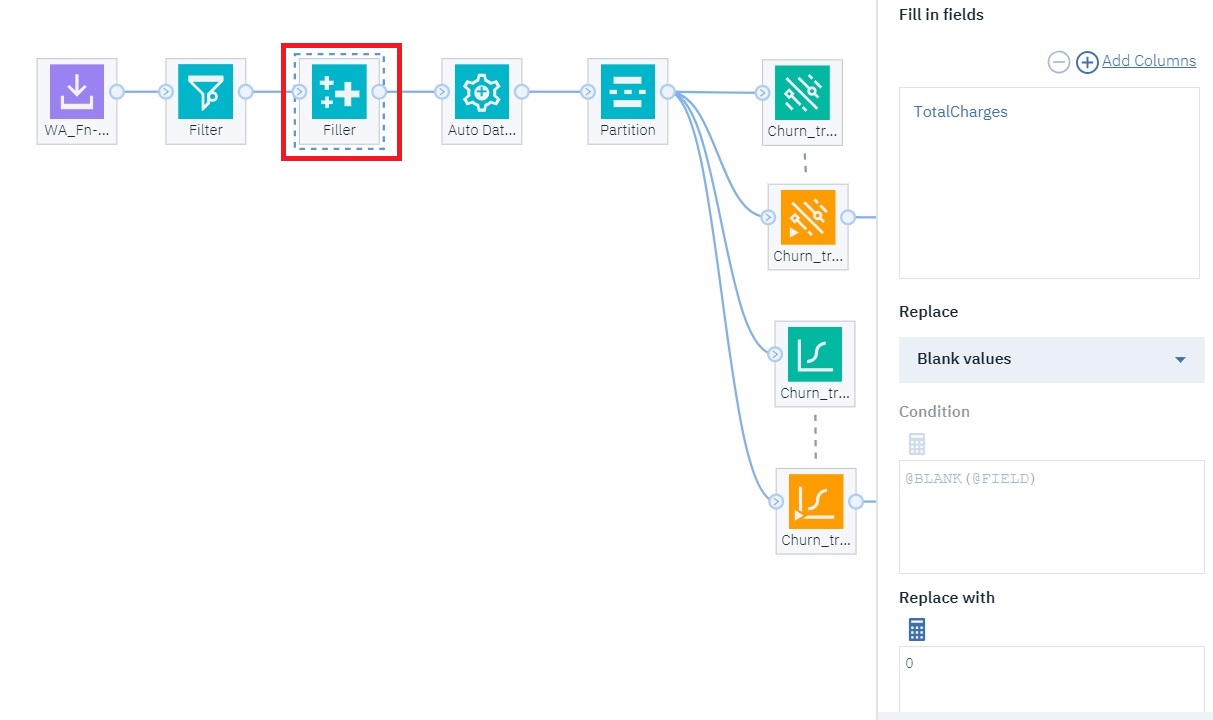 Fill in fields
Add Columns
TotalCharges
WA_Fn-...
Filter
Filler
Auto Dat...
Partition
Churn_tr...
Churn_tr...
Churn_tr...
Churn_tr...
Replace
Blank values
Condition
@BLANK(@FIELD)
Replace with
0